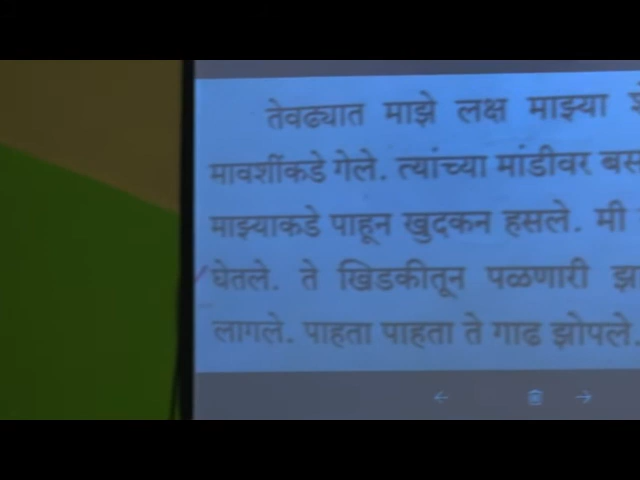 तेवढ्यात माझे लक्ष माझ्या
मावशींकडे गेले. त्यांच्या मांडीवर
माझ्याकडे पाहून खुदकन हसले. मी
घेतले. ते खिडकीतून पळणारी
लागले. पाहता पाहता ते गाढ झोपले.